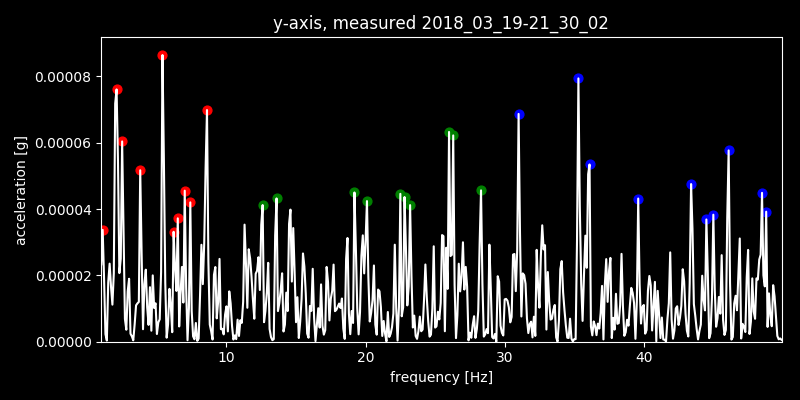 y-axis, measured 2018_03_19-21_30_02
0.00008
0.00006
0.00004
0.00002
0.00000
acceleration [g]
10 20 30 40
frequency [Hz]